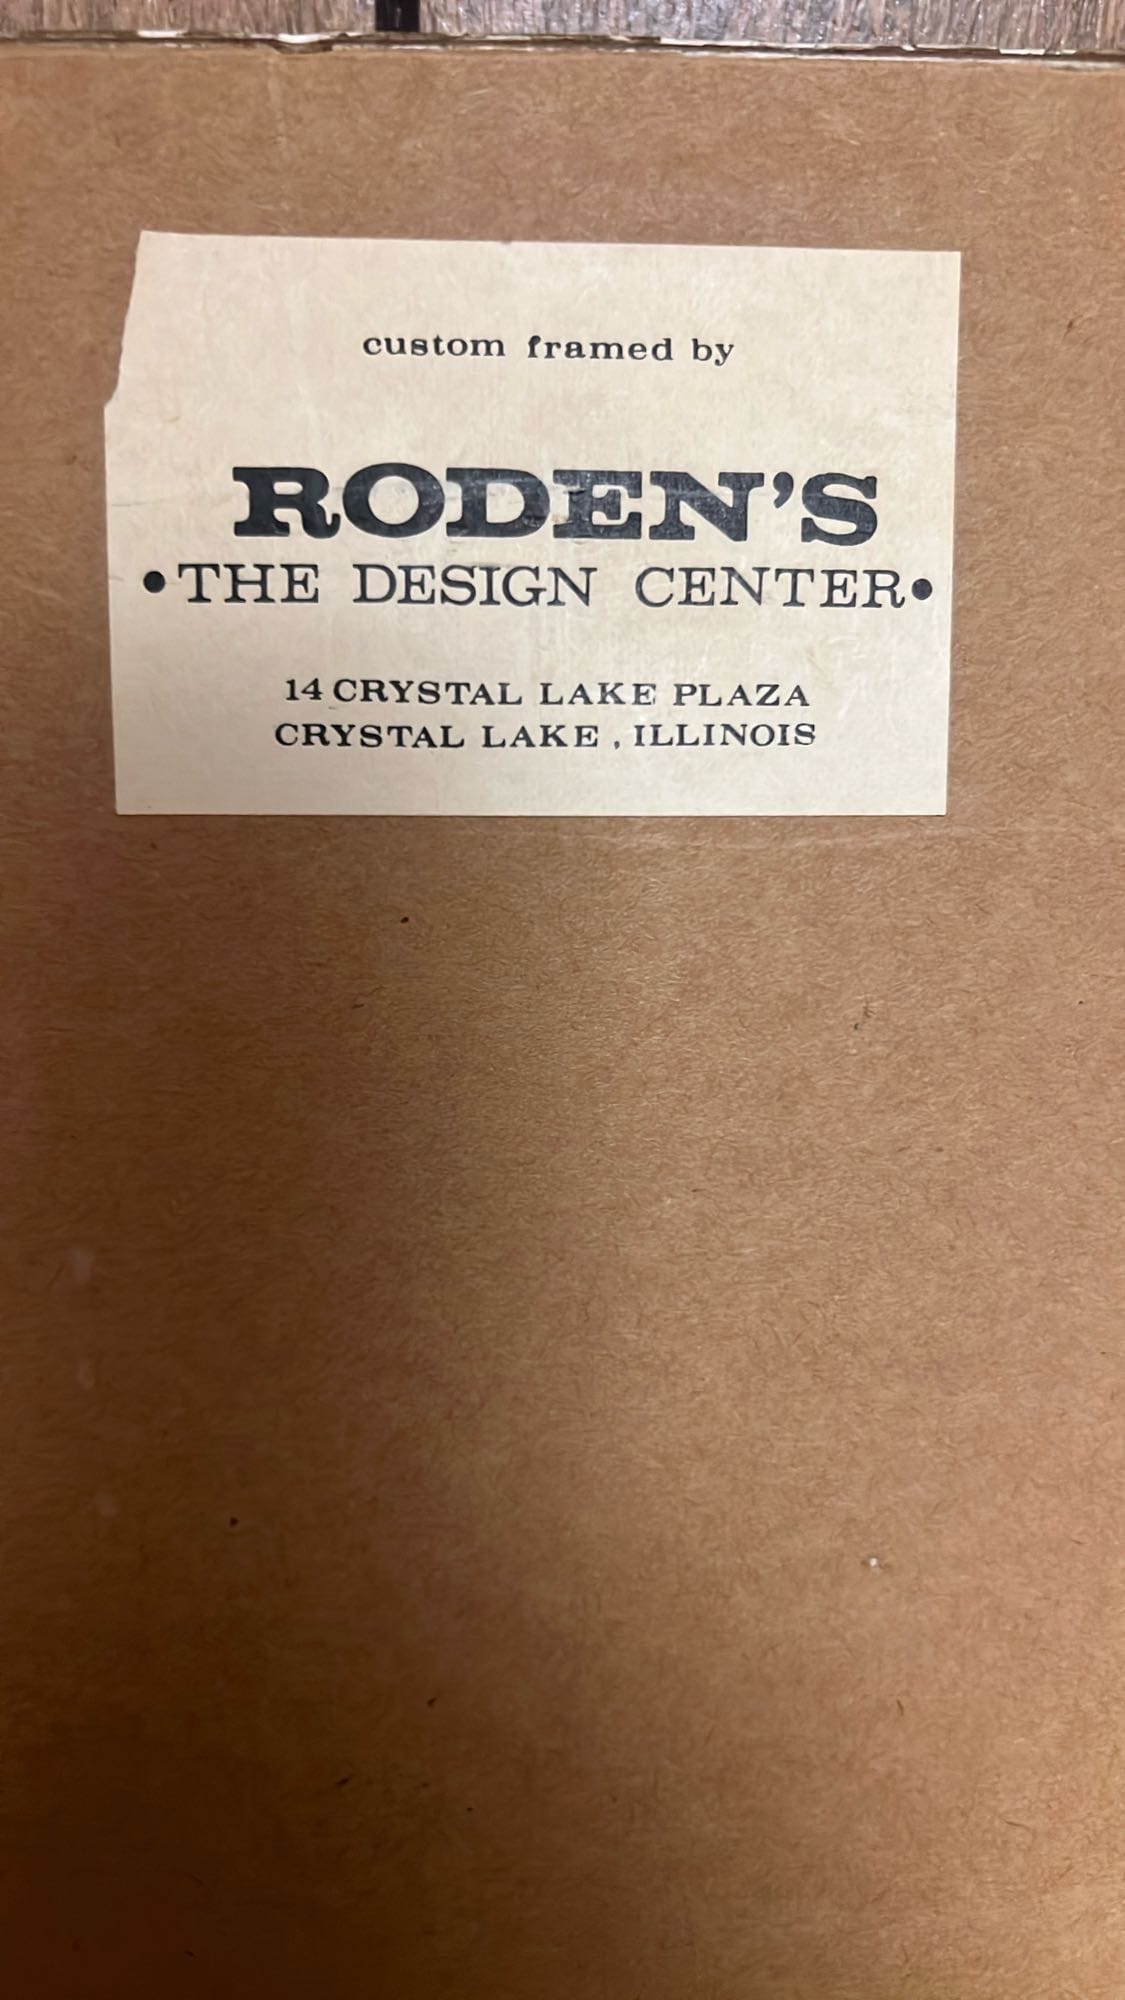 custom framed by
RODEN'S
•THE DESIGN CENTER•
14 CRYSTAL LAKE PLAZA
CRYSTAL LAKE , ILLINOIS